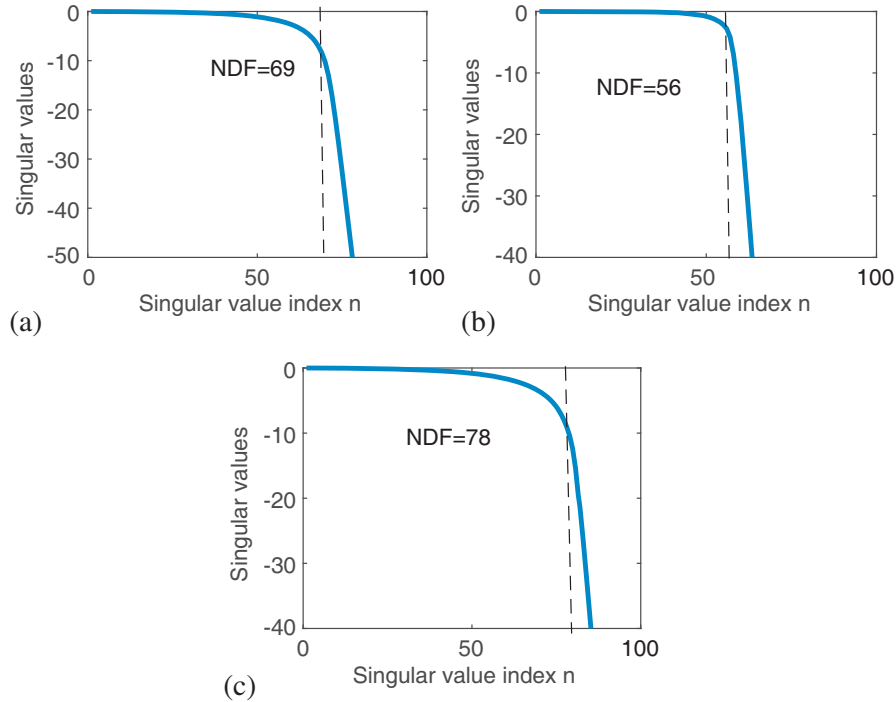 0
-10
-20
-30
-40
-50
0
50
100
Singular values
NDF=69
Singular value index n
(a)
0
-10
-20
-30
-40
0
50
100
Singular values
NDF=56
Singular value index n
(b)
0
-10
-20
-30
-40
0
50
100
Singular values
NDF=78
Singular value index n
(c)